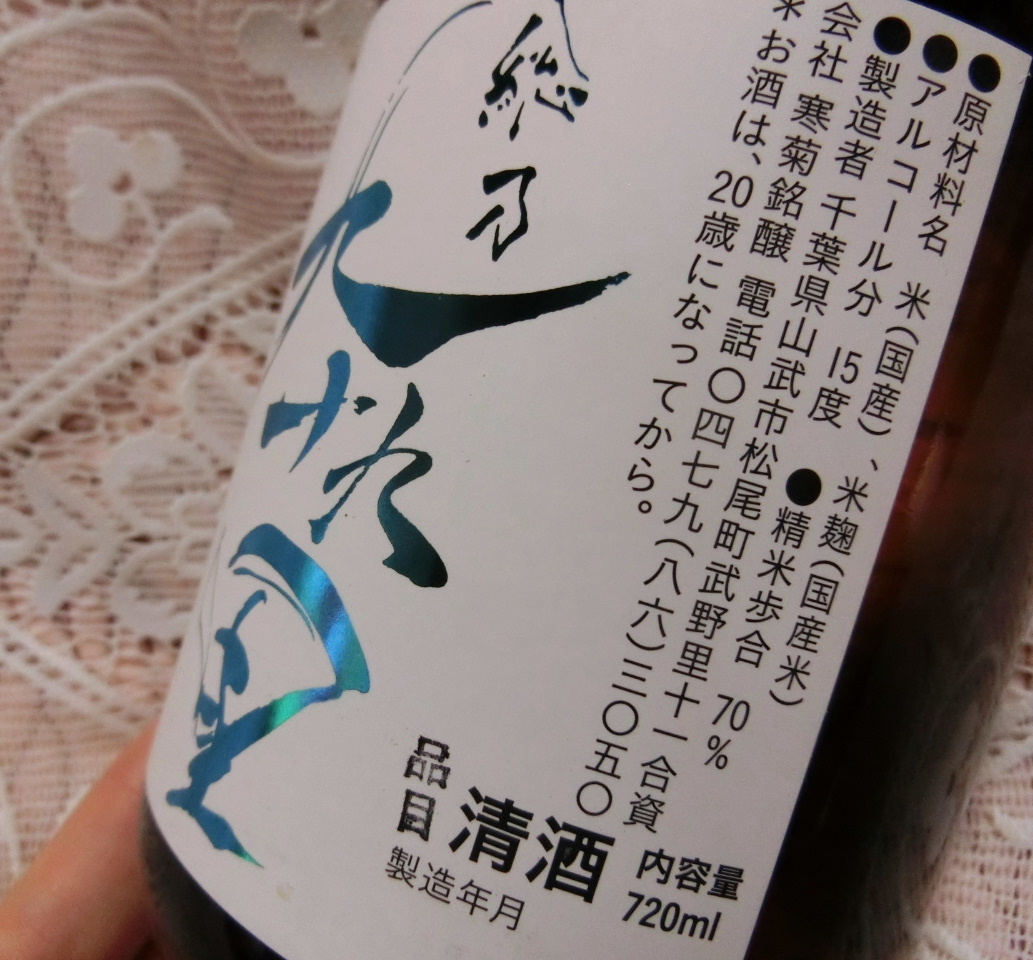 ●原材料名 米(国産)、米麹(国産米)
●アルコール分 15度 ●精米歩合 70%
●製造者 千葉県山武市松尾町武野里十一合資
会社 寒菊銘醸 電話〇四七九(八六)三〇五〇
*お酒は、20歳になってから。
総乃
九十九里
品目
清酒
内容量
720ml
製造年月